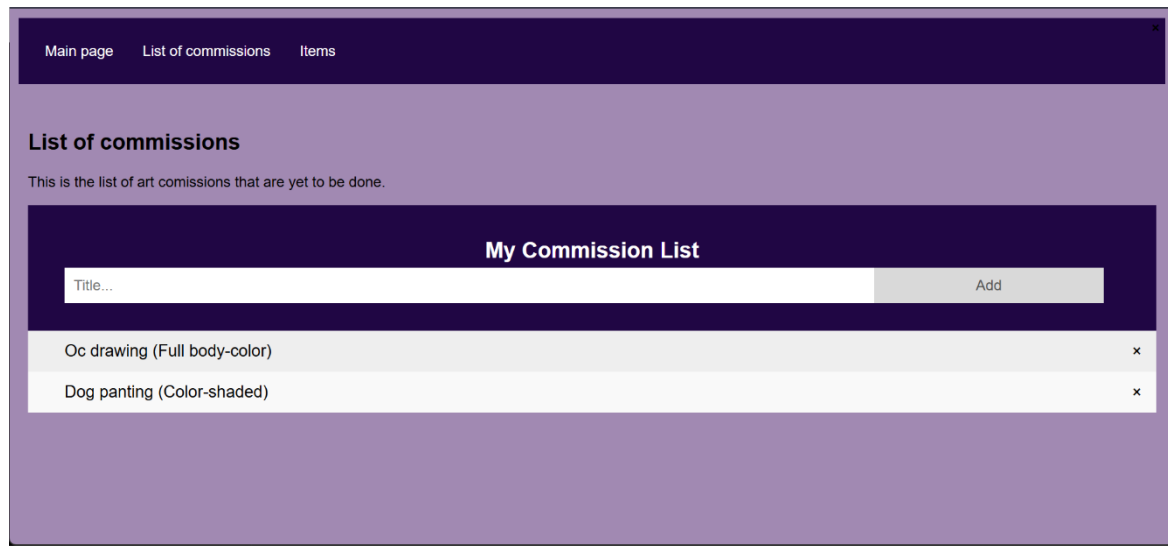 ×
Main page List of commissions Items
List of commissions
This is the list of art comissions that are yet to be done.
My Commission List
Title... Add
Oc drawing (Full body-color) ×
Dog panting (Color-shaded) ×